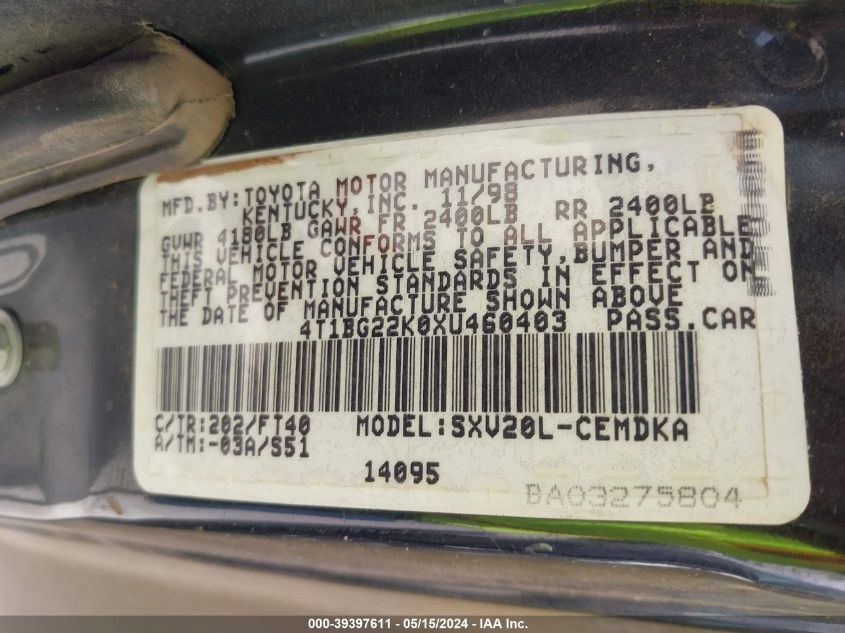 MFD.BY:TOYOTA MOTOR MANUFACTURING,
KENTUCKY,INC. 11/98
GVWR 4180LB GAWR FR 2400LB RR 2400LB
THIS VEHICLE CONFORMS TO ALL APPLICABLE
FEDERAL MOTOR VEHICLE SAFETY,BUMPER AND
THEFT PREVENTION STANDARDS IN EFFECT ON
THE DATE OF MANUFACTURE SHOWN ABOVE
4T1BG22K0XU460403 PASS.CAR
C/TR:202/FT40 MODEL:SXV20L-CEMDKA
A/TM:-03A/S51
14095
BA03275804
000-39397611 - 05/15/2024 - IAA Inc.